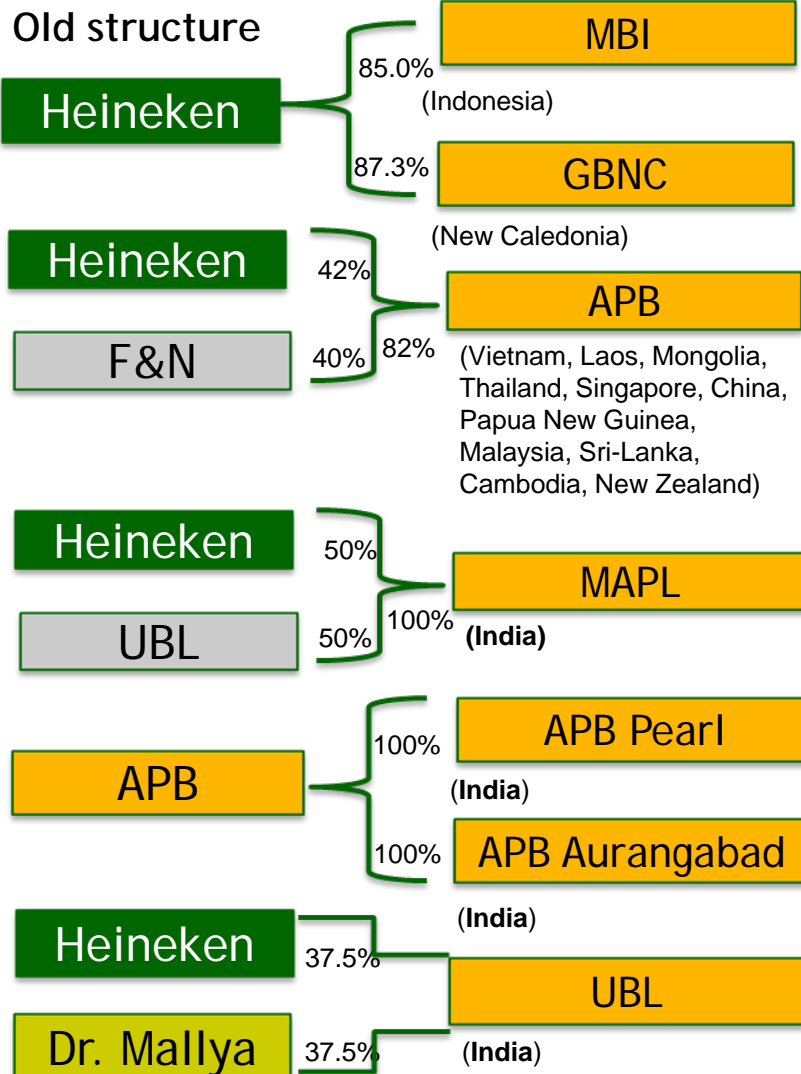 Old structure
MBI
85.0%
Heineken
(Indonesia)
87.3%
GBNC
(New Caledonia)
Heineken
42%
APB
F&N
40%
82%
(Vietnam, Laos, Mongolia,
Thailand, Singapore, China,
Papua New Guinea,
Malaysia, Sri-Lanka,
Cambodia, New Zealand)
Heineken
50%
MAPL
UBL
50%
100%
(India)
APB Pearl
100%
APB
(India)
100%
APB Aurangabad
(India)
Heineken
37.5%
UBL
Dr. Mallya
37.5%
(India)